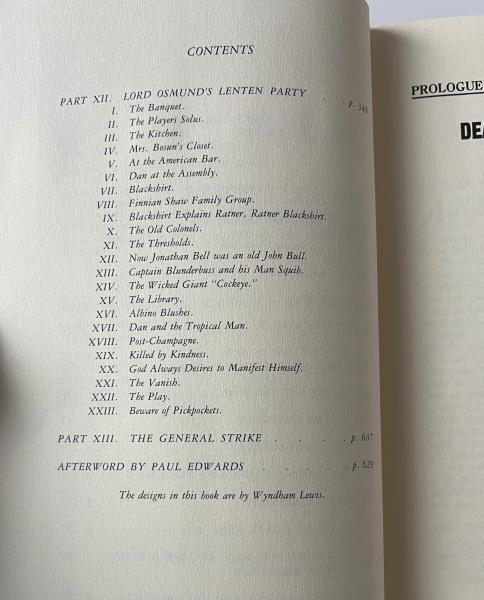 CONTENTS
PART XII. LORD OSMUND'S LENTEN PARTY . . p. 349
I. The Banquet.
II. The Players Solus.
III. The Kitchen.
IV. Mrs. Bosun's Closet.
V. At the American Bar.
VI. Dan at the Assembly.
VII. Blackshirt.
VIII. Finnian Shaw Family Group.
IX. Blackshirt Explains Ratner, Ratner Blackshirt.
X. The Old Colonels.
XI. The Thresholds.
XII. Now Jonathan Bell was an old John Bull.
XIII. Captain Blunderbuss and his Man Squib.
XIV. The Wicked Giant "Cockeye."
XV. The Library.
XVI. Albino Blushes.
XVII. Dan and the Tropical Man.
XVIII. Post-Champagne.
XIX. Killed by Kindness.
XX. God Always Desires to Manifest Himself.
XXI. The Vanish.
XXII. The Play.
XXIII. Beware of Pickpockets.
PART XIII. THE GENERAL STRIKE . . . . p. 607
AFTERWORD BY PAUL EDWARDS . . . . . p. 629
The designs in this book are by Wyndham Lewis.
PROLOGUE
DEA